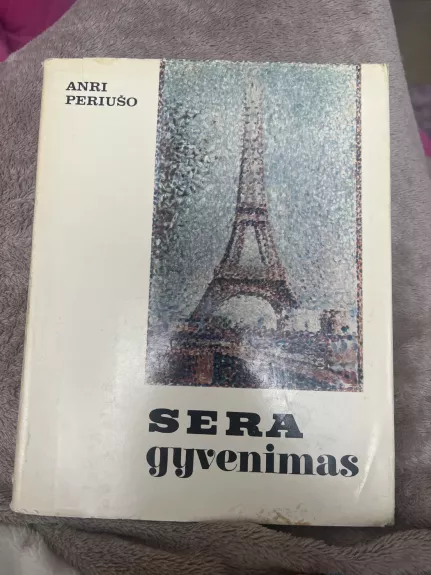 ANRI
PERIUŠO
SERA
gyvenimas